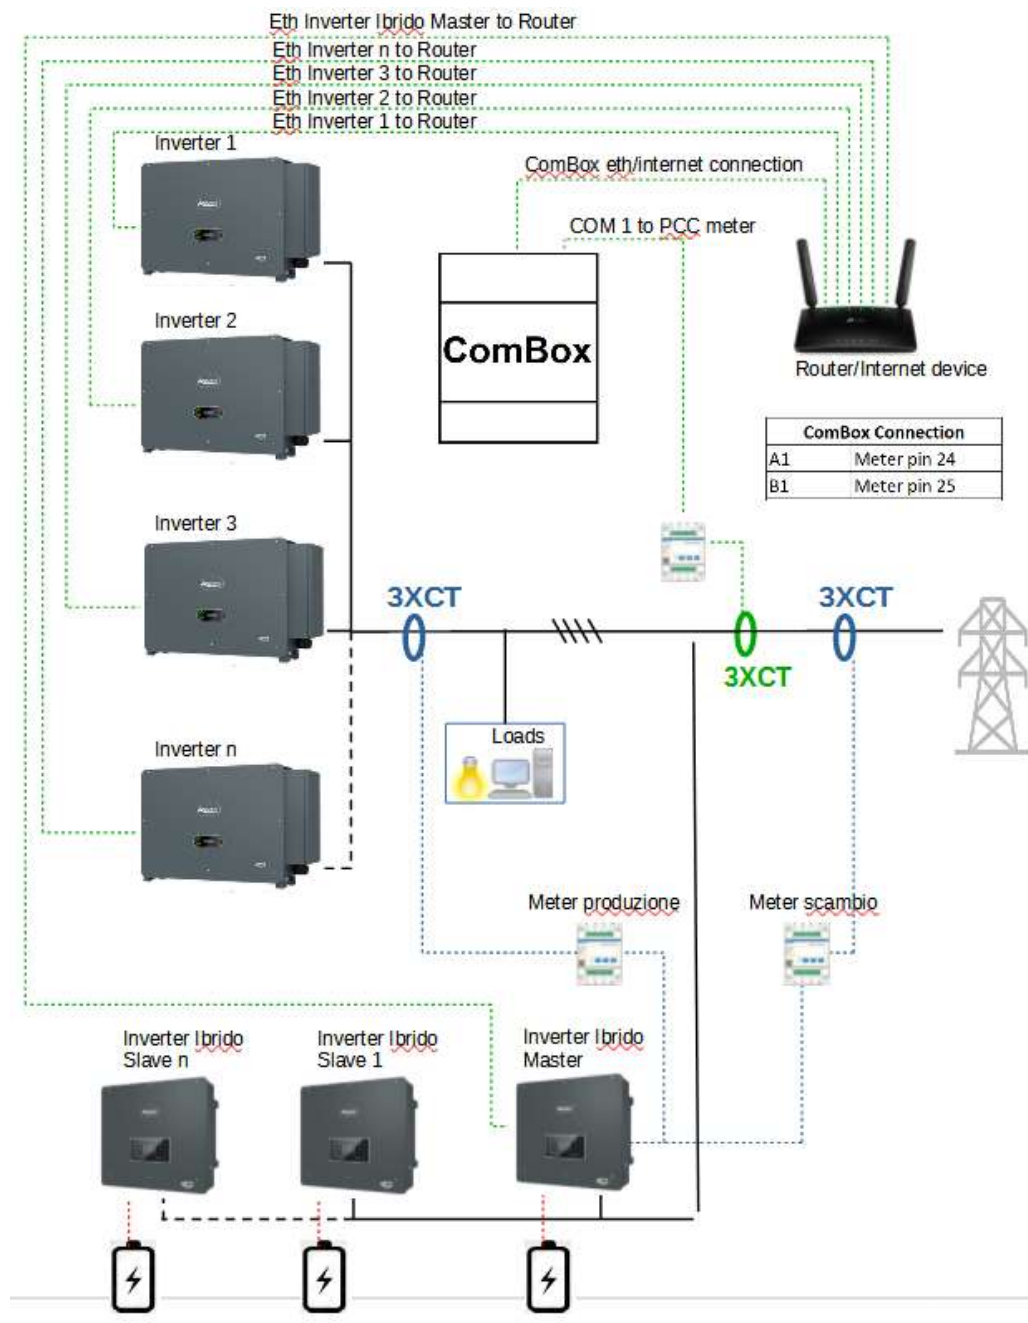 Eth Inverter Ibrido Master to Router
Eth Inverter n to Router
Eth Inverter 3 to Router
Eth Inverter 2 to Router
Eth Inverter 1 to Router
Inverter 1
ComBox eth/internet connection
COM 1 to PCC meter
Inverter 2
ComBox
Router/Internet device
ComBox Connection
A1 Meter pin 24
B1 Meter pin 25
Inverter 3
3XCT
3XCT
3XCT
Loads
Inverter n
Meter produzione
Meter scambio
Inverter Ibrido
Slave n
Inverter Ibrido
Slave 1
Inverter Ibrido
Master